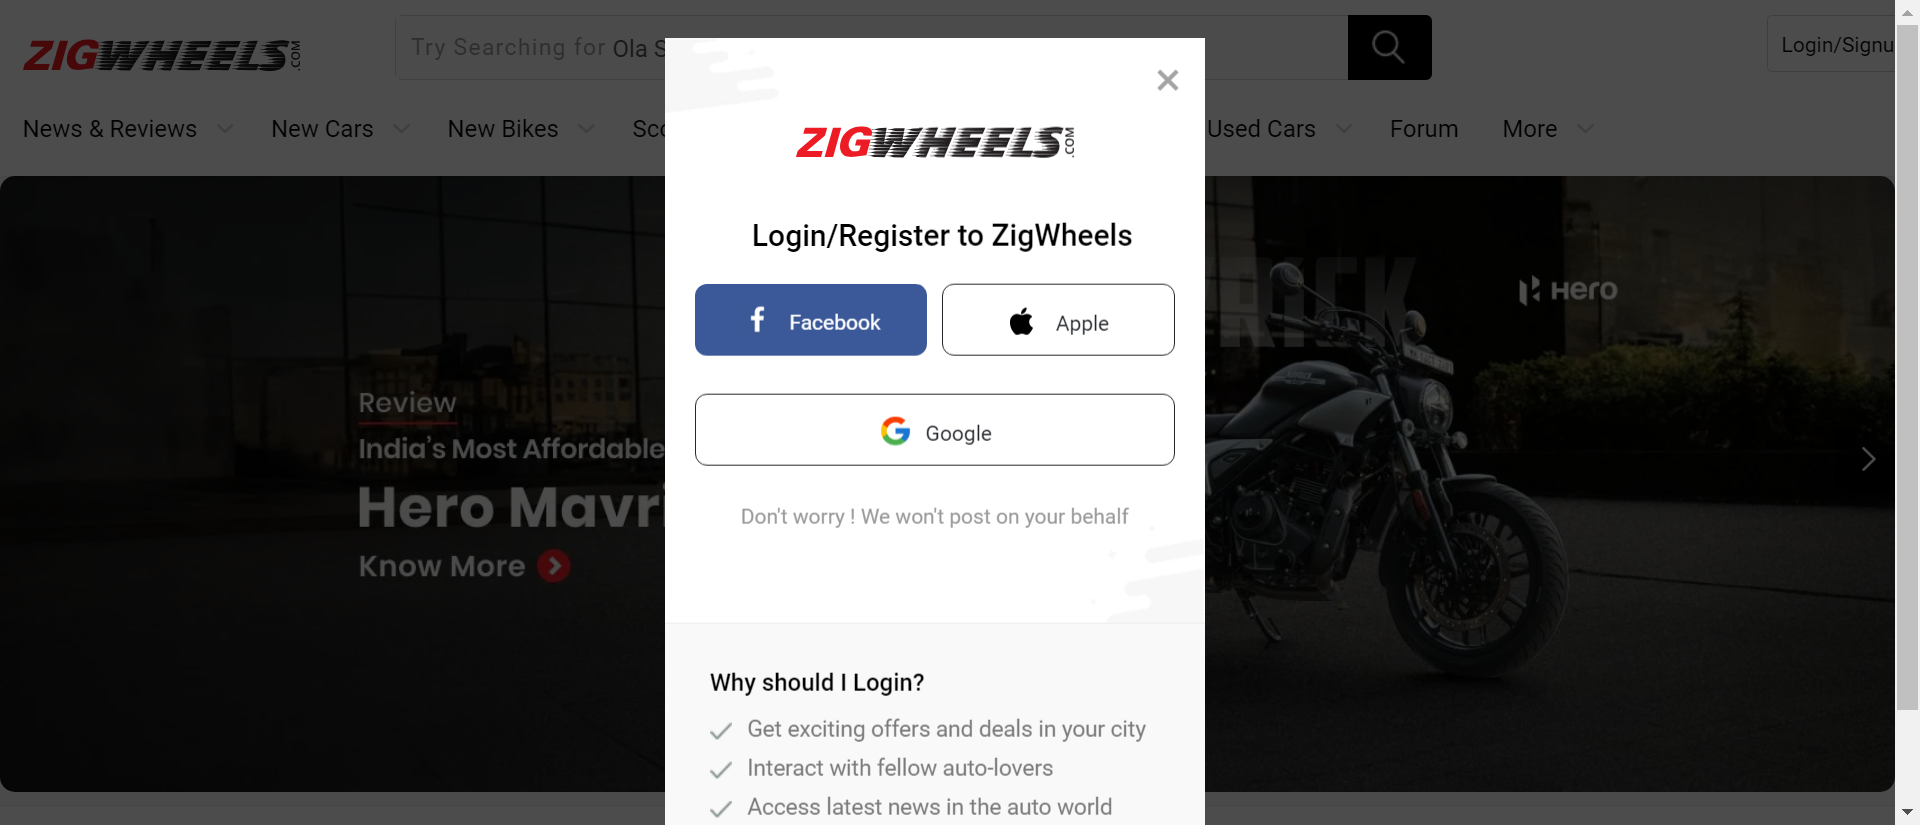 ZIGWHEELS.COM
Try Searching for Ola S
Login/Signu
News & Reviews
New Cars
New Bikes
Sco
Used Cars
Forum
More
ZIGWHEELS.COM
Login/Register to ZigWheels
Facebook
Apple
Google
Don't worry ! We won't post on your behalf
Why should I Login?
Get exciting offers and deals in your city
Interact with fellow auto-lovers
Access latest news in the auto world
Review
India's Most Affordable
Hero Mavri
Know More
RICK
Hero